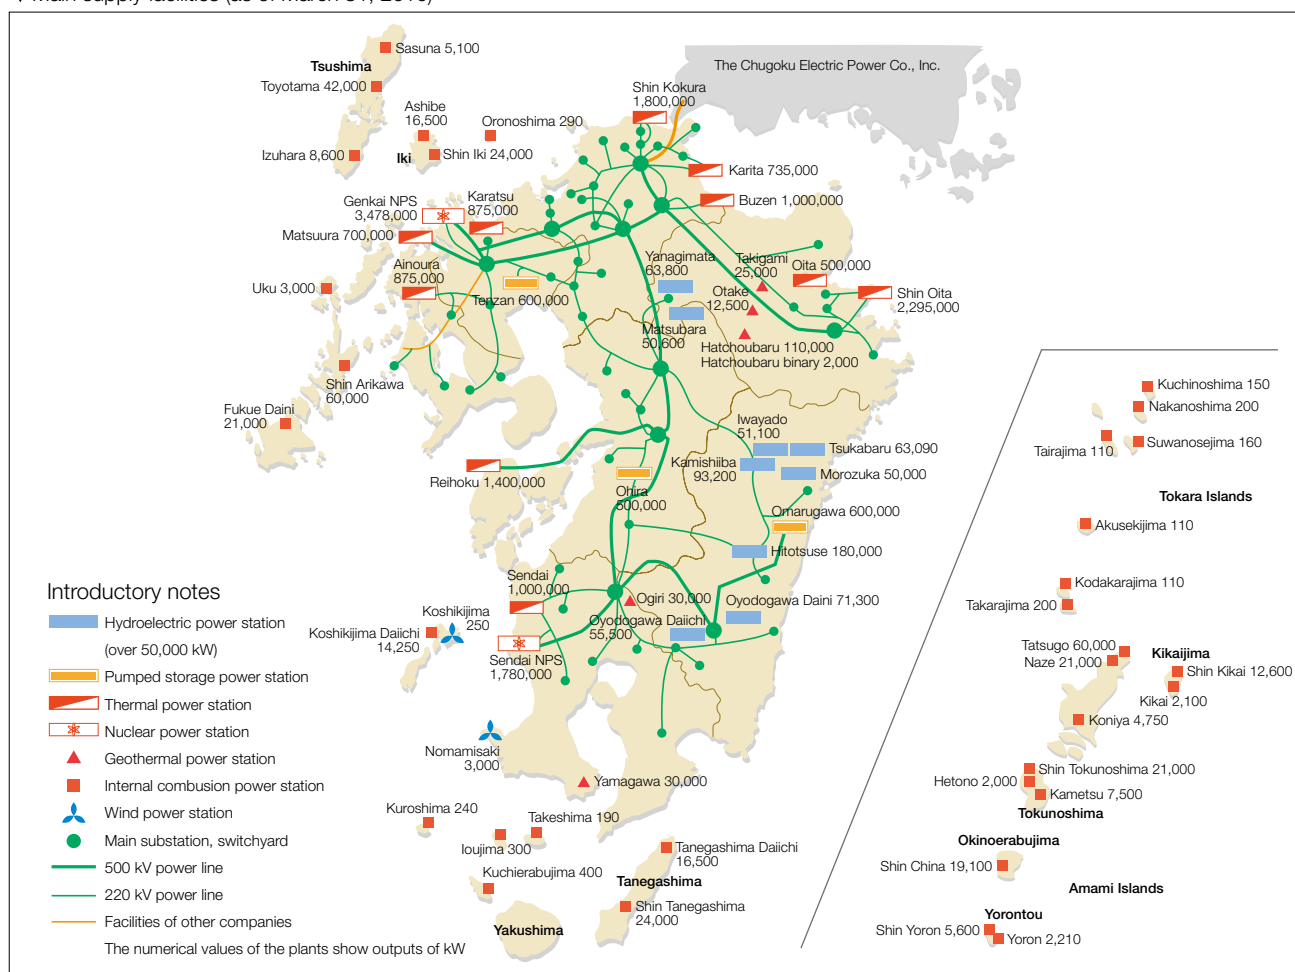 Sasuna 5,100
Tsushima
Toyotama 42,000
Ashibe
16,500
Oronoshima 290
Izuhara 8,600
Iki
Shin Iki 24,000
The Chugoku Electric Power Co., Inc.
Shin Kokura
1,800,000
Karita 735,000
Buzen 1,000,000
Genkai NPS
3,478,000
Karatsu
875,000
Matsuura 700,000
Ainoura
875,000
Tenzan 600,000
Yanagimata
63,800
Takigami
25,000
Oita 500,000
Otake
12,500
Shin Oita
2,295,000
Matsubara
50,600
Hatchoubaru 110,000
Hatchoubaru binary 2,000
Uku 3,000
Shin Arikawa
60,000
Fukue Daini
21,000
Iwayado
51,100
Tsukabaru 63,090
Kamishiiba
93,200
Morozuka 50,000
Reihoku 1,400,000
Ohira
500,000
Omarugawa 600,000
Hitotsuse 180,000
Sendai
1,000,000
Ogiri 30,000
Oyodogawa Daini 71,300
Oyodogawa Daiichi
55,500
Koshikijima
250
Koshikijima Daiichi
14,250
Sendai NPS
1,780,000
Nomamisaki
3,000
Yamagawa 30,000
Kuroshima 240
Takeshima 190
Ioujima 300
Kuchierabujima 400
Tanegashima Daiichi
16,500
Tanegashima
Shin Tanegashima
24,000
Yakushima
Introductory notes
Hydroelectric power station
(over 50,000 kW)
Pumped storage power station
Thermal power station
Nuclear power station
Geothermal power station
Internal combusion power station
Wind power station
Main substation, switchyard
500 kV power line
220 kV power line
Facilities of other companies
The numerical values of the plants show outputs of kW
Kuchinoshima 150
Nakanoshima 200
Tairajima 110
Suwanosejima 160
Tokara Islands
Akusekijima 110
Kodakarajima 110
Takarajima 200
Tatsugo 60,000
Naze 21,000
Kikaijima
Shin Kikai 12,600
Kikai 2,100
Koniya 4,750
Shin Tokunoshima 21,000
Hetono 2,000
Kametsu 7,500
Tokunoshima
Okinoerabujima
Shin China 19,100
Amami Islands
Yorontou
Shin Yoron 5,600
Yoron 2,210